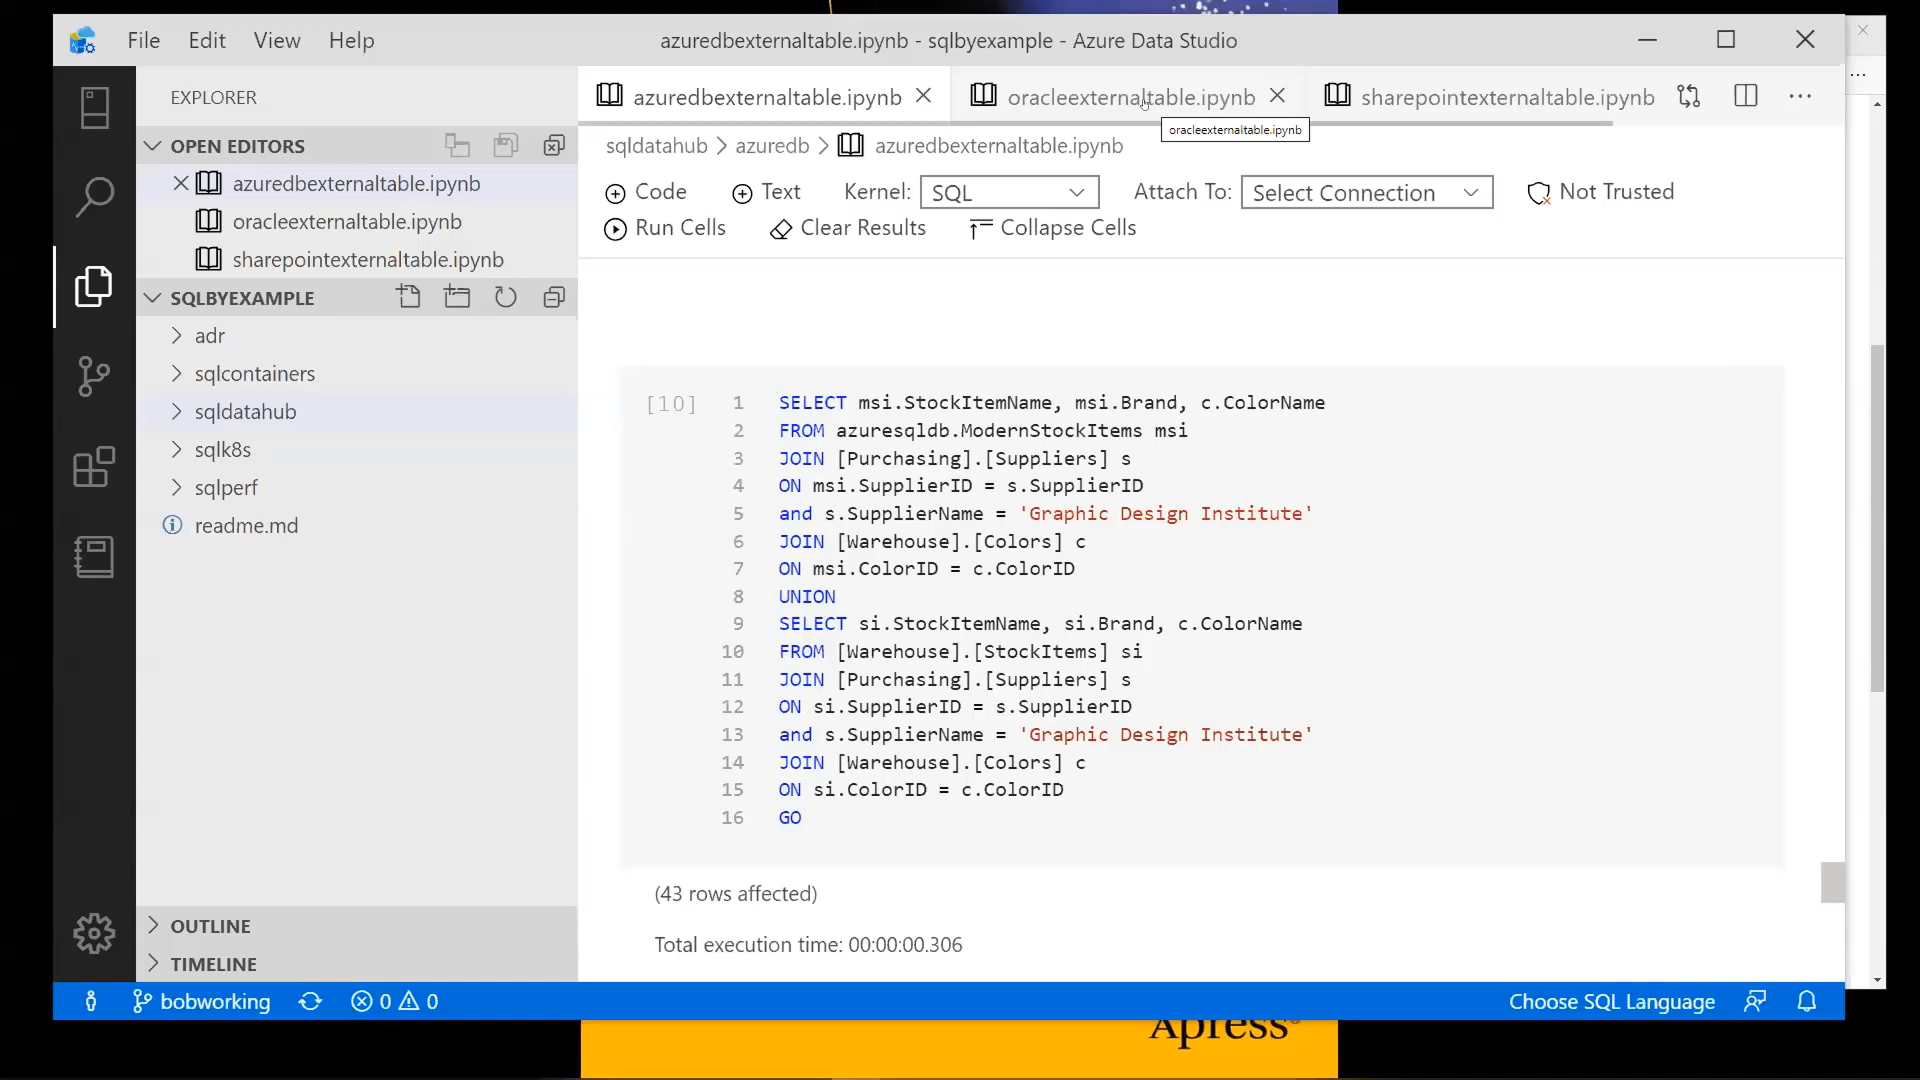 File Edit View Help azuredbexternaltable.ipynb - sqlbyexample - Azure Data Studio
EXPLORER
azuredbexternaltable.ipynb oracleexternaltable.ipynb sharepointexternaltable.ipynb
oracleexternaltable.ipynb
OPEN EDITORS
azuredbexternaltable.ipynb
oracleexternaltable.ipynb
sharepointexternaltable.ipynb
SQLBYEXAMPLE
adr
sqlcontainers
sqldatahub
sqlk8s
sqlperf
readme.md
OUTLINE
TIMELINE
sqldatahub > azuredb > azuredbexternaltable.ipynb
Code Text Kernel: SQL Attach To: Select Connection Not Trusted
Run Cells Clear Results Collapse Cells
[10] 1 SELECT msi.StockItemName, msi.Brand, c.ColorName
2 FROM azuresqldb.ModernStockItems msi
3 JOIN [Purchasing].[Suppliers] s
4 ON msi.SupplierID = s.SupplierID
5 and s.SupplierName = 'Graphic Design Institute'
6 JOIN [Warehouse].[Colors] c
7 ON msi.ColorID = c.ColorID
8 UNION
9 SELECT si.StockItemName, si.Brand, c.ColorName
10 FROM [Warehouse].[StockItems] si
11 JOIN [Purchasing].[Suppliers] s
12 ON si.SupplierID = s.SupplierID
13 and s.SupplierName = 'Graphic Design Institute'
14 JOIN [Warehouse].[Colors] c
15 ON si.ColorID = c.ColorID
16 GO
(43 rows affected)
Total execution time: 00:00:00.306
bobworking 0 0 Choose SQL Language
Apress®